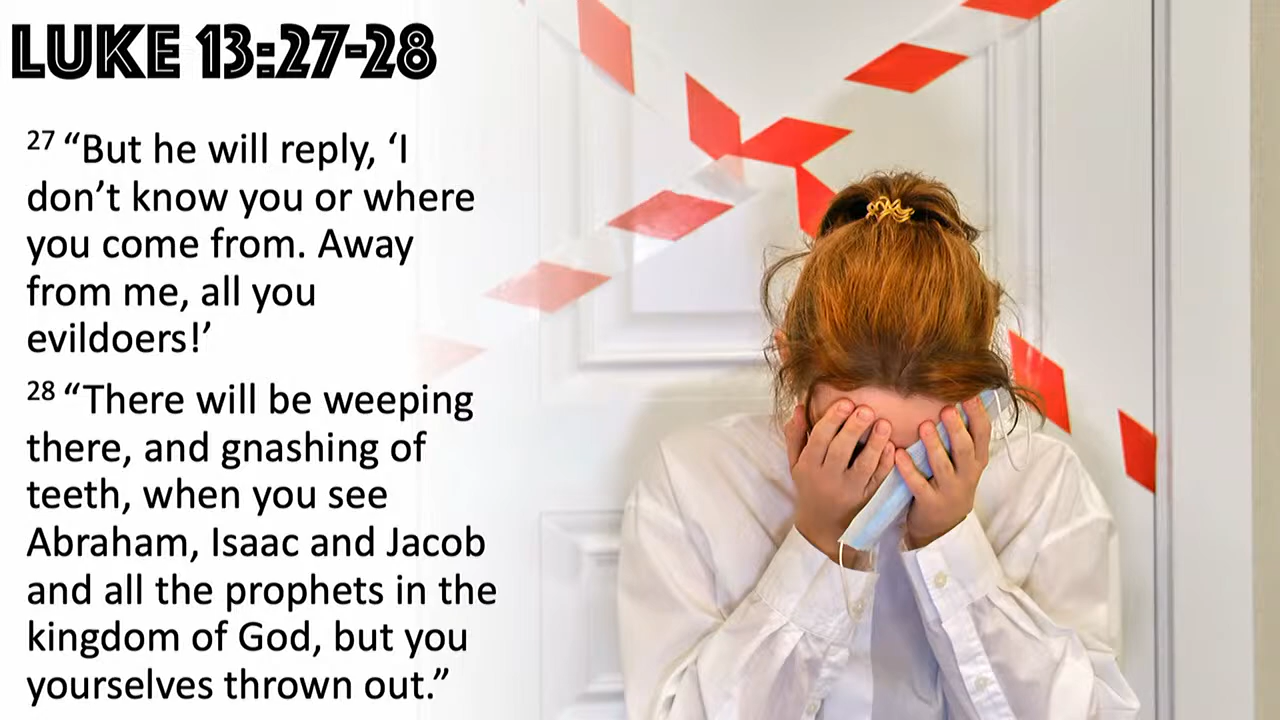 LUKE 13:27-28
27 “But he will reply, ‘I
don’t know you or where
you come from. Away
from me, all you
evildoers!’
28 “There will be weeping
there, and gnashing of
teeth, when you see
Abraham, Isaac and Jacob
and all the prophets in the
kingdom of God, but you
yourselves thrown out.”